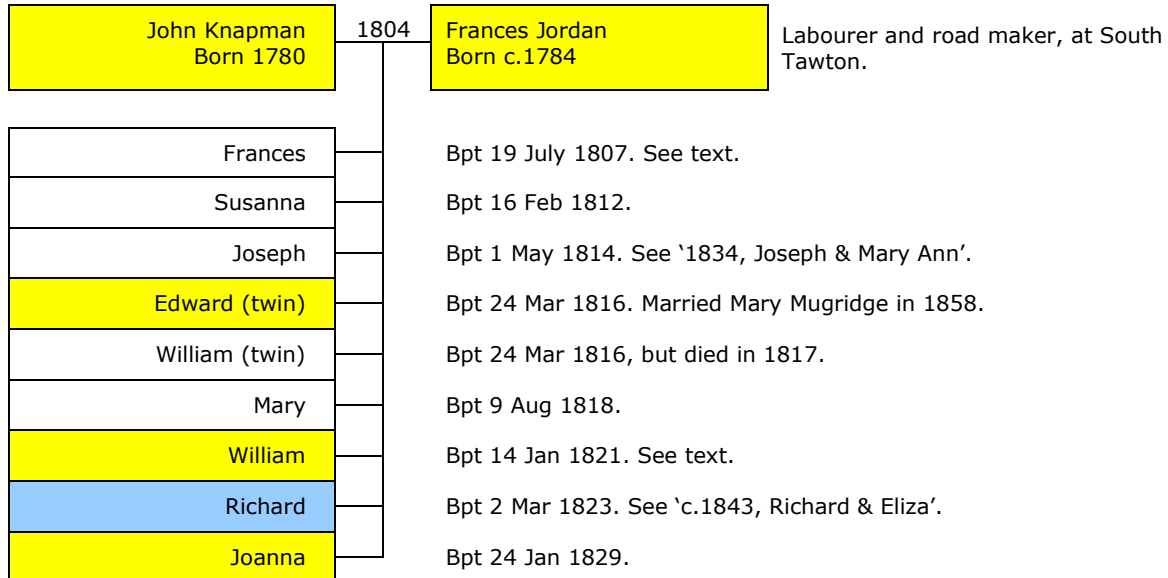 John Knapman 1804 Frances Jordan
Born 1780 Born c.1784
Labourer and road maker, at South
Tawton.
Frances Bpt 19 July 1807. See text.
Susanna Bpt 16 Feb 1812.
Joseph Bpt 1 May 1814. See ‘1834, Joseph & Mary Ann’.
Edward (twin) Bpt 24 Mar 1816. Married Mary Mugridge in 1858.
William (twin) Bpt 24 Mar 1816, but died in 1817.
Mary Bpt 9 Aug 1818.
William Bpt 14 Jan 1821. See text.
Richard Bpt 2 Mar 1823. See ‘c.1843, Richard & Eliza’.
Joanna Bpt 24 Jan 1829.